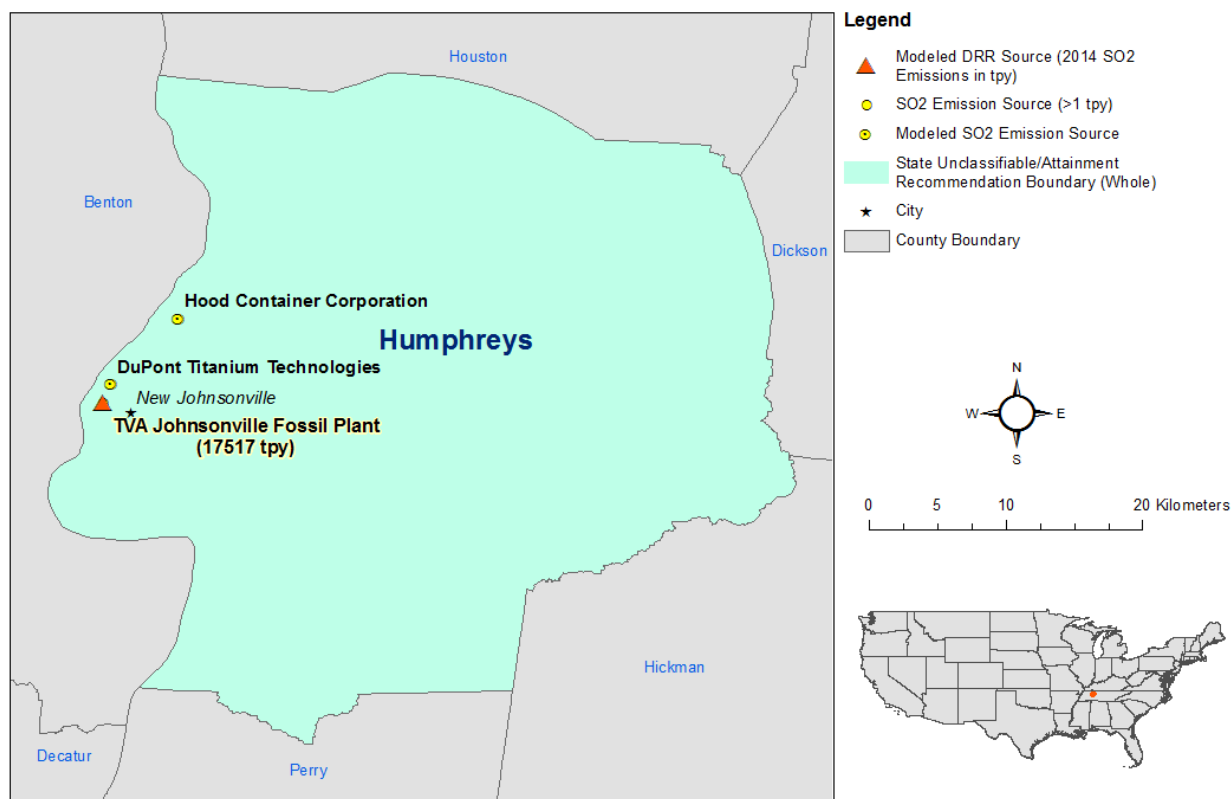 Houston
Benton
Dickson
Hood Container Corporation
Humphreys
DuPont Titanium Technologies
New Johnsonville
TVA Johnsonville Fossil Plant
(17517 tpy)
Hickman
Decatur
Perry
Legend
Modeled DRR Source (2014 SO2
Emissions in tpy)
SO2 Emission Source (>1 tpy)
Modeled SO2 Emission Source
State Unclassifiable/Attainment
Recommendation Boundary (Whole)
City
County Boundary
N
W E
S
0 5 10 20 Kilometers